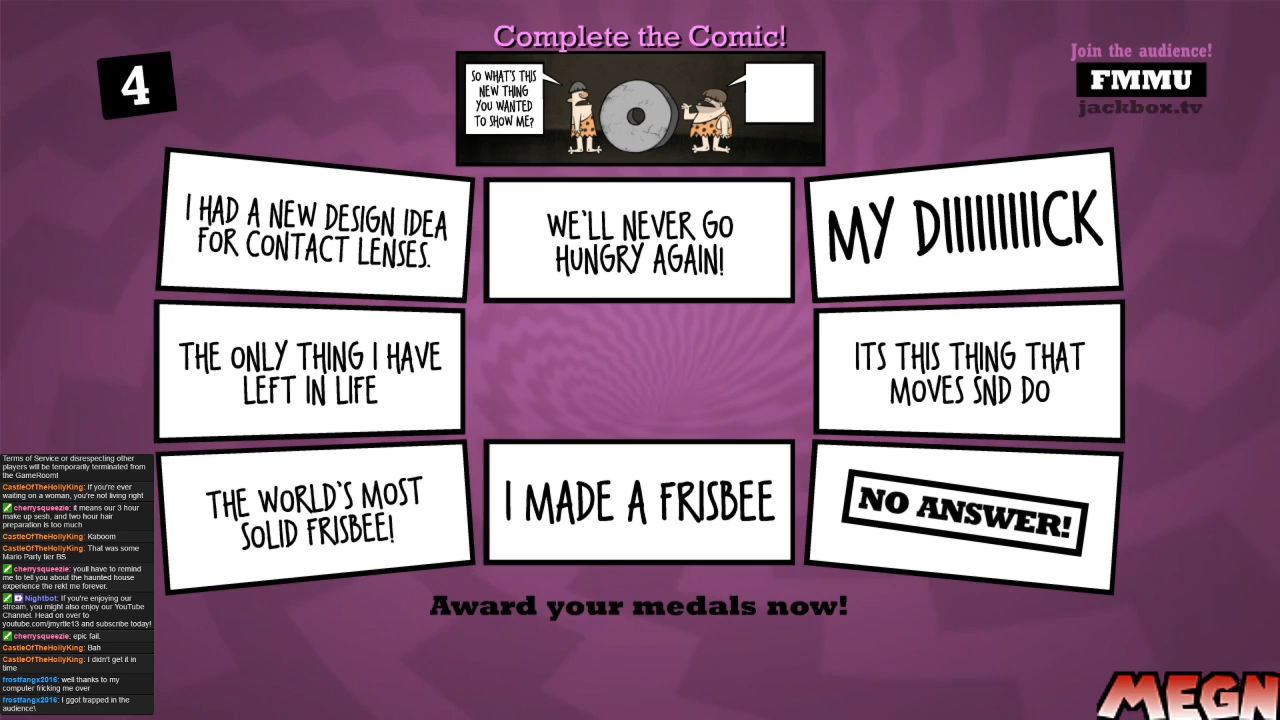 Complete the Comic!
4
SO WHAT'S THIS
NEW THING
YOU WANTED
TO SHOW ME?
Join the audience!
FMMU
jackbox.tv
I HAD A NEW DESIGN IDEA
FOR CONTACT LENSES.
WE'LL NEVER GO
HUNGRY AGAIN!
MY DIIIIIIIIICK
THE ONLY THING I HAVE
LEFT IN LIFE
ITS THIS THING THAT
MOVES SND DO
THE WORLD'S MOST
SOLID FRISBEE!
I MADE A FRISBEE
NO ANSWER!
Award your medals now!
Terms of Service or disrespecting other
players will be temporarily terminated from
the GameRoom!
CastleOfTheHollyKing: If you're ever
waiting on a woman, you're not living right
cherrysqueezie: it means our 3 hour
make up sesh, and two hour hair
preparation is too much
CastleOfTheHollyKing: Kaboom
CastleOfTheHollyKing: That was some
Mario Party tier BS
cherrysqueezie: youll have to remind
me to tell you about the haunted house
experience the rekt me forever.
Nightbot: If you're enjoying our
stream, you might also enjoy our YouTube
Channel. Head on over to
youtube.com/jmyrtle13 and subscribe today!
cherrysqueezie: epic fail.
CastleOfTheHollyKing: Bah
CastleOfTheHollyKing: I didn't get it in
time
frostfangx2016: well thanks to my
computer fricking me over
frostfangx2016: I ggot trapped in the
audience\
MEGN